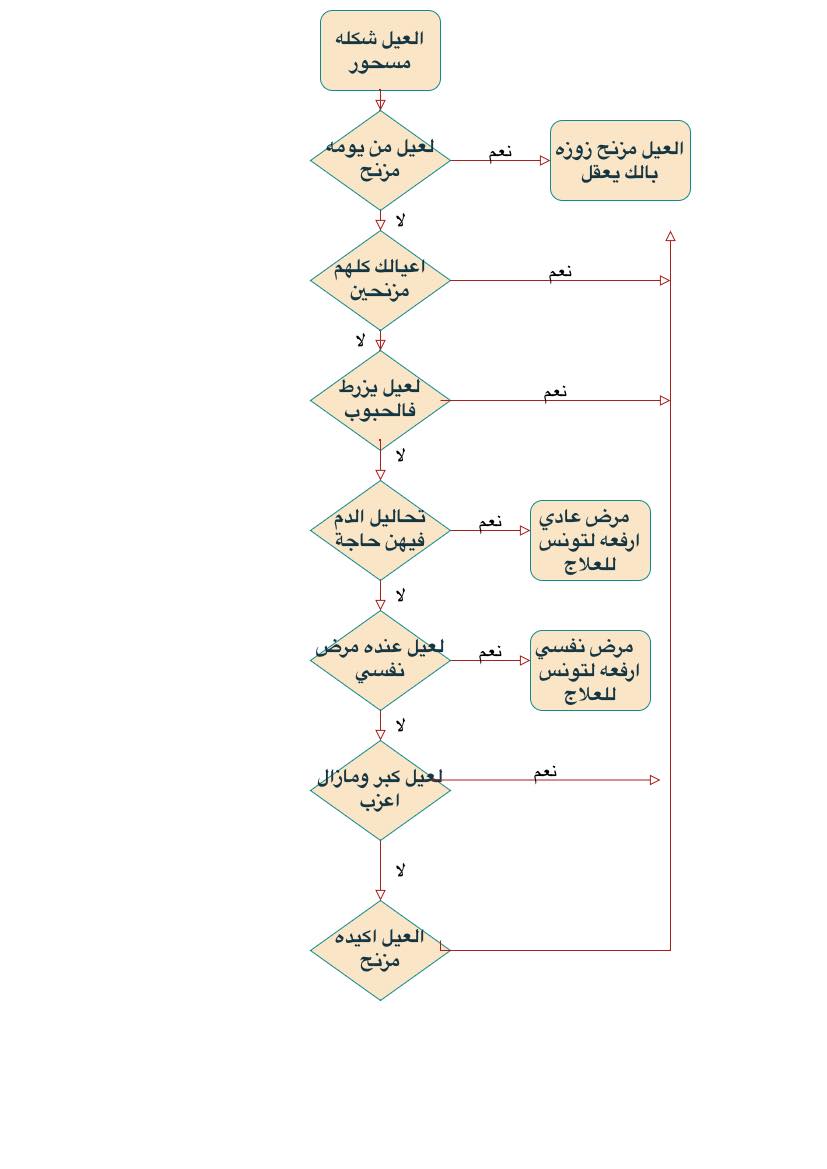 العيل شكله
مسحور
لعيل من يومه
مزنح
نعم
العيل مزنح زوزه
بالك يعقل
لا
اعيالك كلهم
مزنحين
نعم
لا
لعيل يزرط
فالحبوب
نعم
لا
تحاليل الدم
فيهن حاجة
نعم
مرض عادي
ارفعه لتونس
للعلاج
لا
لعيل عنده مرض
نفسي
نعم
مرض نفسي
ارفعه لتونس
للعلاج
لا
لعيل كبر ومازال
اعزب
نعم
لا
العيل اكيده
مزنح